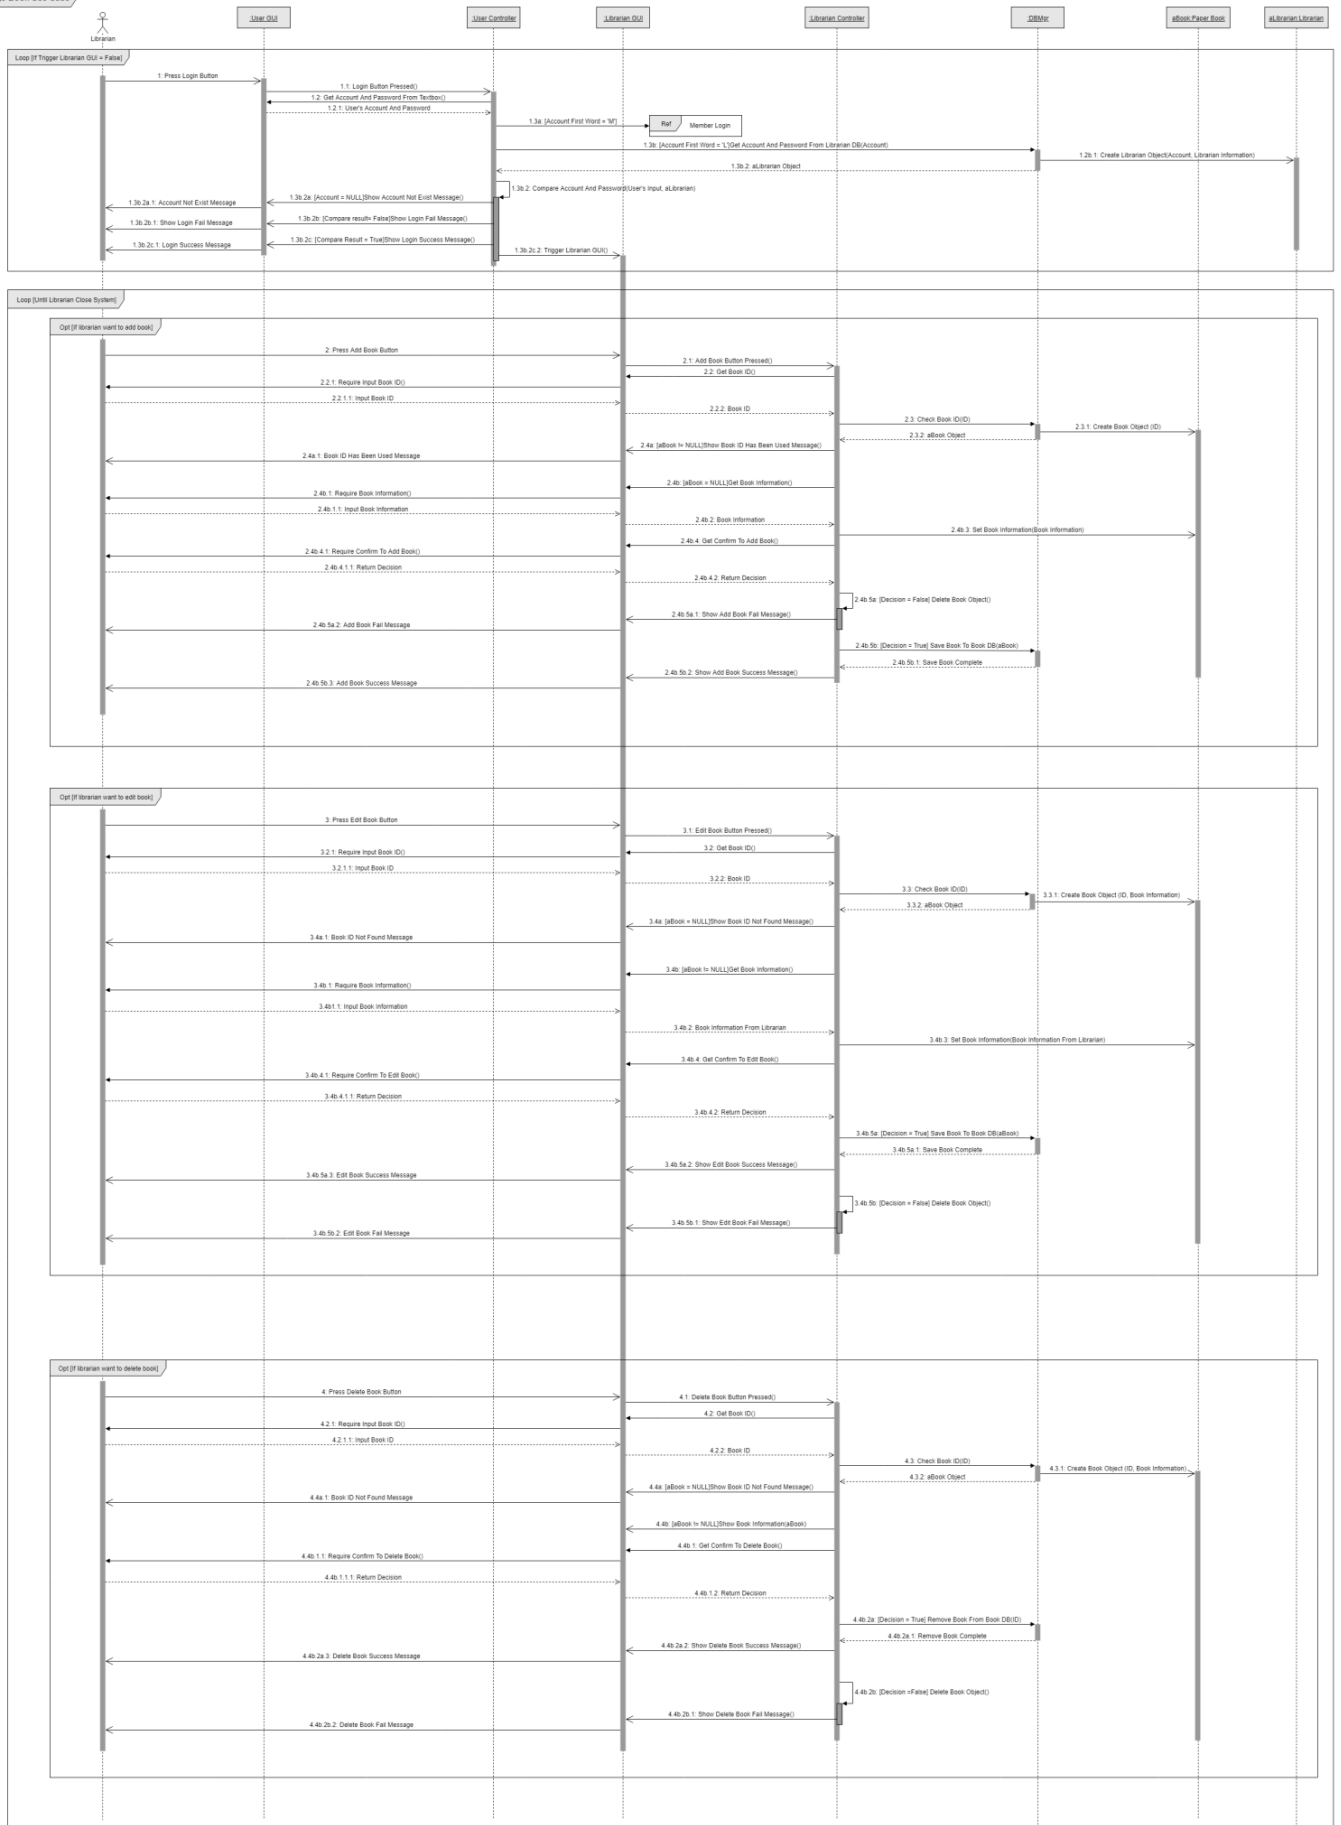 Librarian
:User GUI
:User Controller
:Librarian GUI
:Librarian Controller
:DBMgr
aBook:Paper Book
aLibrarian:Librarian
Loop [If Trigger Librarian GUI = False]
1: Press Login Button
1.1: Login Button Pressed()
1.2: Get Account And Password From Textbox()
1.2.1: User's Account And Password
1.3a: [Account First Word = 'M']
Ref
Member Login
1.3b: [Account First Word = 'L']Get Account And Password From Librarian DB(Account)
1.2b.1: Create Librarian Object(Account, Librarian Information)
1.3b.2: aLibrarian Object
1.3b.2: Compare Account And Password(User's Input, aLibrarian)
1.3b.2a: [Account = NULL]Show Account Not Exist Message()
1.3b.2a.1: Account Not Exist Message
1.3b.2b: [Compare result= False]Show Login Fail Message()
1.3b.2b.1: Show Login Fail Message
1.3b.2c: [Compare Result = True]Show Login Success Message()
1.3b.2c.1: Login Success Message
1.3b.2c.2: Trigger Librarian GUI()
Loop [Until Librarian Close System]
Opt [If librarian want to add book]
2: Press Add Book Button
2.1: Add Book Button Pressed()
2.2: Get Book ID()
2.2.1: Require Input Book ID()
2.2.1.1: Input Book ID
2.2.2: Book ID
2.3: Check Book ID(ID)
2.3.1: Create Book Object (ID)
2.3.2: aBook Object
2.4a: [aBook != NULL]Show Book ID Has Been Used Message()
2.4a.1: Book ID Has Been Used Message
2.4b: [aBook = NULL]Get Book Information()
2.4b.1: Require Book Information()
2.4b.1.1: Input Book Information
2.4b.2: Book Information
2.4b.3: Set Book Information(Book Information)
2.4b.4: Get Confirm To Add Book()
2.4b.4.1: Require Confirm To Add Book()
2.4b.4.1.1: Return Decision
2.4b.4.2: Return Decision
2.4b.5a: [Decision = False] Delete Book Object()
2.4b.5a.1: Show Add Book Fail Message()
2.4b.5a.2: Add Book Fail Message
2.4b.5b: [Decision = True] Save Book To Book DB(aBook)
2.4b.5b.1: Save Book Complete
2.4b.5b.2: Show Add Book Success Message()
2.4b.5b.3: Add Book Success Message
Opt [If librarian want to edit book]
3: Press Edit Book Button
3.1: Edit Book Button Pressed()
3.2: Get Book ID()
3.2.1: Require Input Book ID()
3.2.1.1: Input Book ID
3.2.2: Book ID
3.3: Check Book ID(ID)
3.3.1: Create Book Object (ID, Book Information)
3.3.2: aBook Object
3.4a: [aBook = NULL]Show Book ID Not Found Message()
3.4a.1: Book ID Not Found Message
3.4b: [aBook != NULL]Get Book Information()
3.4b.1: Require Book Information()
3.4b1.1: Input Book Information
3.4b.2: Book Information From Librarian
3.4b.3: Set Book Information(Book Information From Librarian)
3.4b.4: Get Confirm To Edit Book()
3.4b.4.1: Require Confirm To Edit Book()
3.4b.4.1.1: Return Decision
3.4b.4.2: Return Decision
3.4b.5a: [Decision = True] Save Book To Book DB(aBook)
3.4b.5a.1: Save Book Complete
3.4b.5a.2: Show Edit Book Success Message()
3.4b.5a.3: Edit Book Success Message
3.4b.5b: [Decision = False] Delete Book Object()
3.4b.5b.1: Show Edit Book Fail Message()
3.4b.5b.2: Edit Book Fail Message
Opt [If librarian want to delete book]
4: Press Delete Book Button
4.1: Delete Book Button Pressed()
4.2: Get Book ID()
4.2.1: Require Input Book ID()
4.2.1.1: Input Book ID
4.2.2: Book ID
4.3: Check Book ID(ID)
4.3.1: Create Book Object (ID, Book Information)
4.3.2: aBook Object
4.4a: [aBook = NULL]Show Book ID Not Found Message()
4.4a.1: Book ID Not Found Message
4.4b: [aBook != NULL]Show Book Information(aBook)
4.4b.1: Get Confirm To Delete Book()
4.4b.1.1: Require Confirm To Delete Book()
4.4b.1.1.1: Return Decision
4.4b.1.2: Return Decision
4.4b.2a: [Decision = True] Remove Book From Book DB(ID)
4.4b.2a.1: Remove Book Complete
4.4b.2a.2: Show Delete Book Success Message()
4.4b.2a.3: Delete Book Success Message
4.4b.2b: [Decision =False] Delete Book Object()
4.4b.2b.1: Show Delete Book Fail Message()
4.4b.2b.2: Delete Book Fail Message